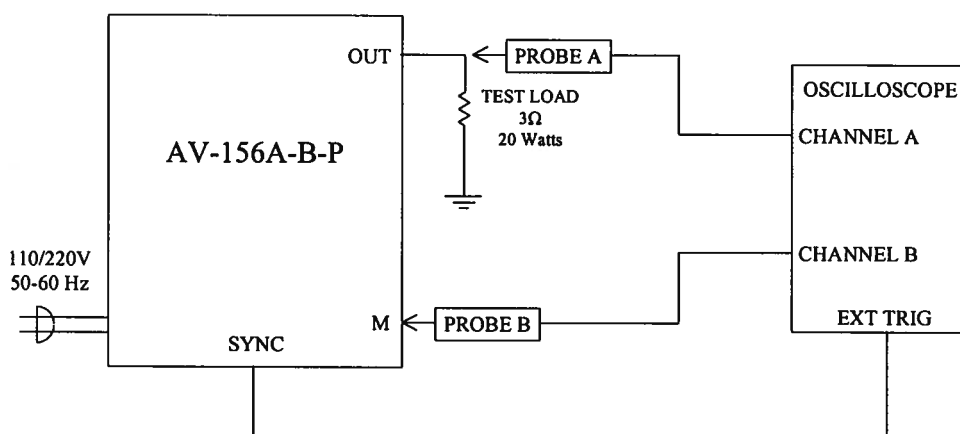 OUT
PROBE A
OSCILLOSCOPE
TEST LOAD
3Ω
20 Watts
CHANNEL A
AV-156A-B-P
110/220V
50-60 Hz
CHANNEL B
M
PROBE B
EXT TRIG
SYNC